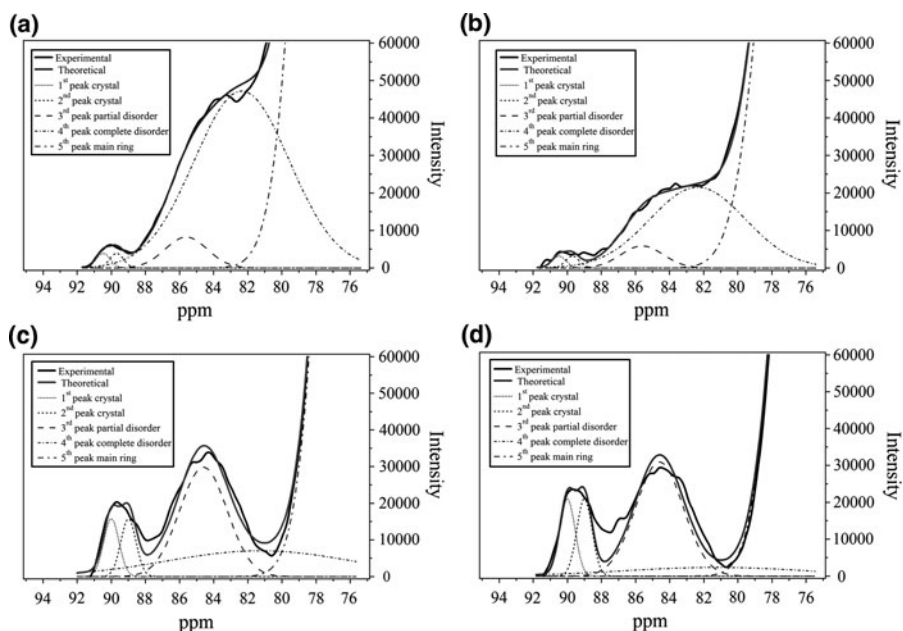 (a)
Experimental
Theoretical
1st peak crystal
2nd peak crystal
3rd peak partial disorder
4th peak complete disorder
5th peak main ring
60000
50000
40000
30000
20000
10000
0
Intensity
94 92 90 88 86 84 82 80 78 76
ppm
(b)
Experimental
Theoretical
1st peak crystal
2nd peak crystal
3rd peak partial disorder
4th peak complete disorder
5th peak main ring
60000
50000
40000
30000
20000
10000
0
Intensity
94 92 90 88 86 84 82 80 78 76
ppm
(c)
Experimental
Theoretical
1st peak crystal
2nd peak crystal
3rd peak partial disorder
4th peak complete disorder
5th peak main ring
60000
50000
40000
30000
20000
10000
0
Intensity
94 92 90 88 86 84 82 80 78 76
ppm
(d)
Experimental
Theoretical
1st peak crystal
2nd peak crystal
3rd peak partial disorder
4th peak complete disorder
5th peak main ring
60000
50000
40000
30000
20000
10000
0
Intensity
94 92 90 88 86 84 82 80 78 76
ppm